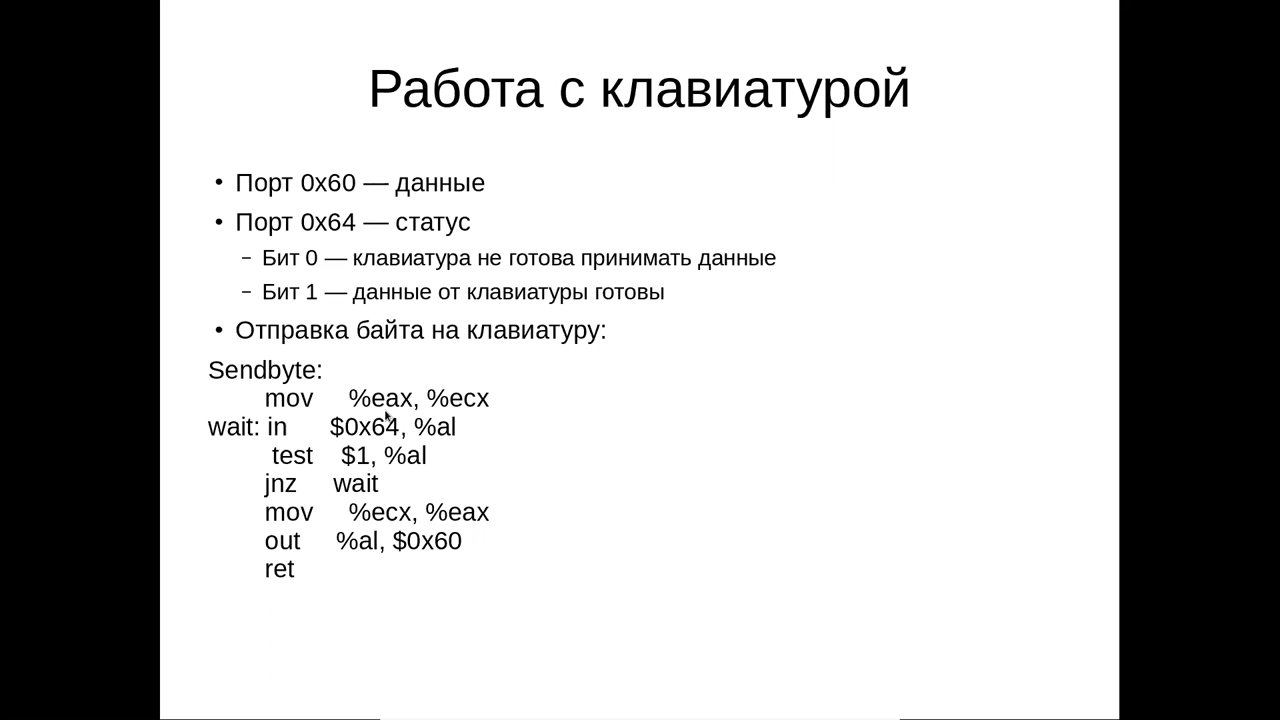 Работа с клавиатурой
• Порт 0x60 — данные
• Порт 0x64 — статус
– Бит 0 — клавиатура не готова принимать данные
– Бит 1 — данные от клавиатуры готовы
• Отправка байта на клавиатуру:
Sendbyte:
mov %eax, %ecx
wait: in $0x64, %al
test $1, %al
jnz wait
mov %ecx, %eax
out %al, $0x60
ret